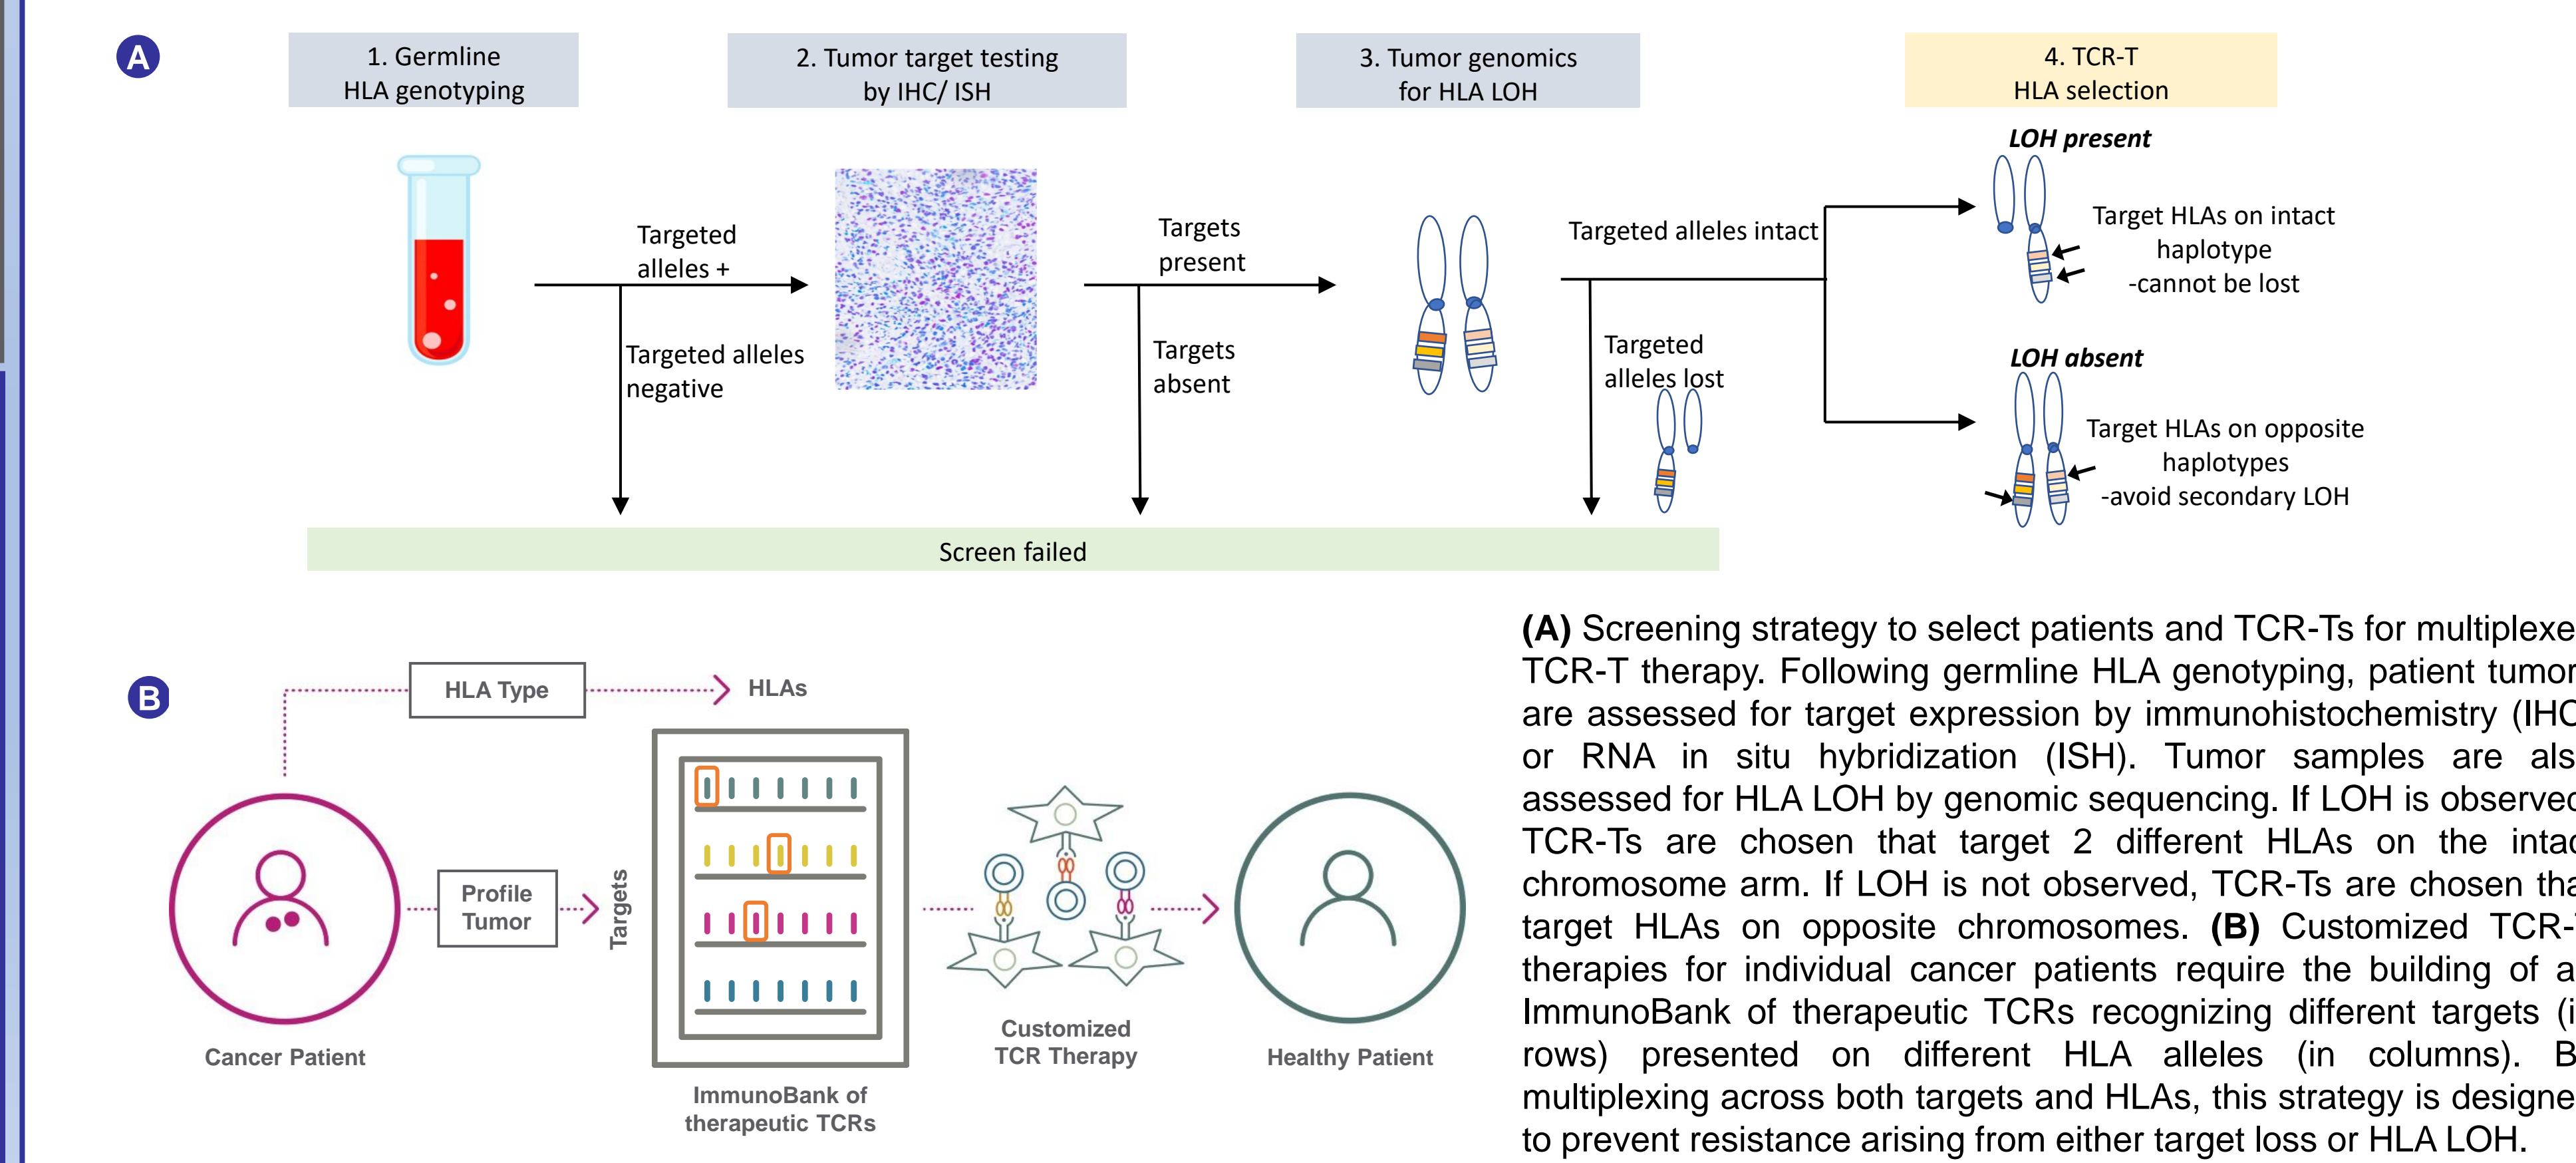 A
1. Germline
HLA genotyping
2. Tumor target testing
by IHC/ ISH
3. Tumor genomics
for HLA LOH
4. TCR-T
HLA selection
Targeted
alleles +
Targeted alleles
negative
Targets
present
Targets
absent
Targeted alleles intact
Targeted
alleles lost
LOH present
Target HLAs on intact
haplotype
-cannot be lost
LOH absent
Target HLAs on opposite
haplotypes
-avoid secondary LOH
Screen failed
B
HLA Type
HLAs
Profile
Tumor
Targets
Cancer Patient
ImmunoBank of
therapeutic TCRs
Customized
TCR Therapy
Healthy Patient
(A) Screening strategy to select patients and TCR-Ts for multiplexe
TCR-T therapy. Following germline HLA genotyping, patient tumor
are assessed for target expression by immunohistochemistry (IHC
or RNA in situ hybridization (ISH). Tumor samples are als
assessed for HLA LOH by genomic sequencing. If LOH is observed
TCR-Ts are chosen that target 2 different HLAs on the intac
chromosome arm. If LOH is not observed, TCR-Ts are chosen tha
target HLAs on opposite chromosomes. (B) Customized TCR-
therapies for individual cancer patients require the building of a
ImmunoBank of therapeutic TCRs recognizing different targets (i
rows) presented on different HLA alleles (in columns). B
multiplexing across both targets and HLAs, this strategy is designe
to prevent resistance arising from either target loss or HLA LOH.